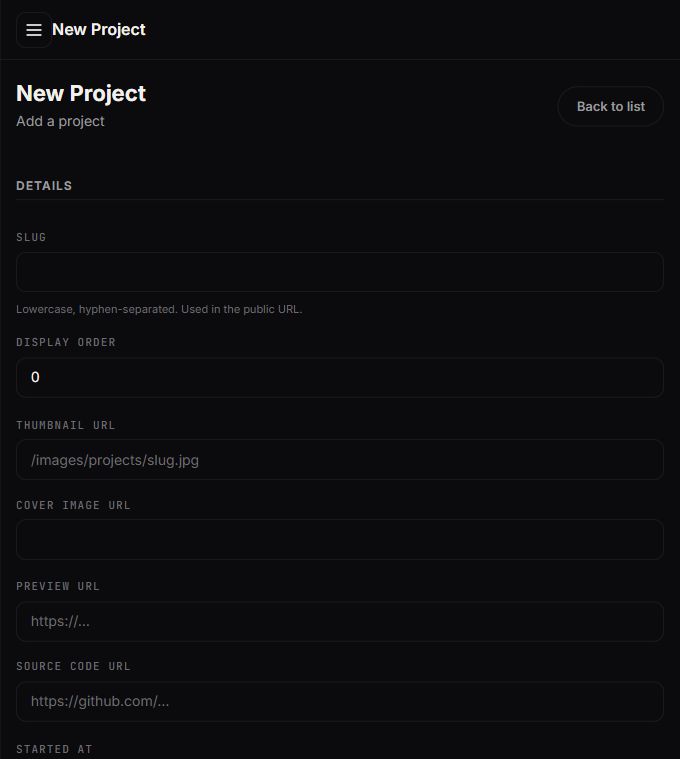 New Project
New Project
Add a project
Back to list
DETAILS
SLUG
Lowercase, hyphen-separated. Used in the public URL.
DISPLAY ORDER
0
THUMBNAIL URL
/images/projects/slug.jpg
COVER IMAGE URL
PREVIEW URL
https://...
SOURCE CODE URL
https://github.com/...
STARTED AT